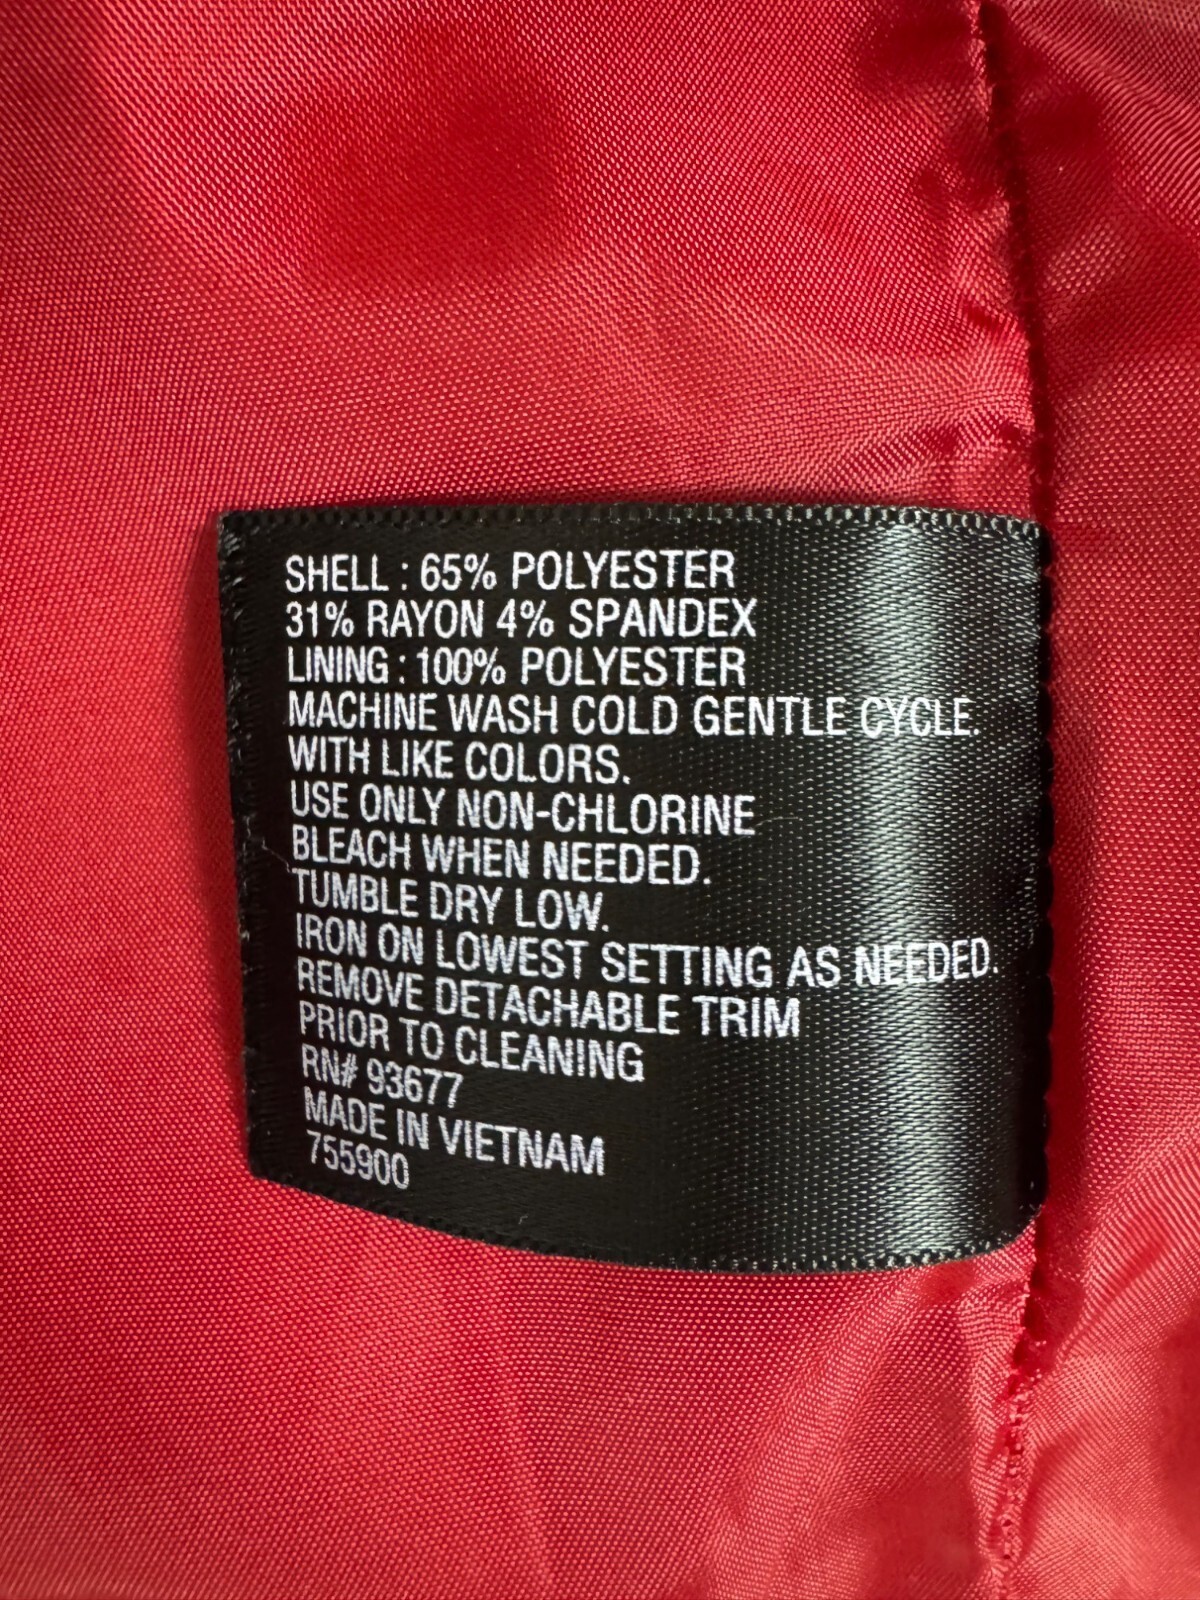 SHELL : 65% POLYESTER
31% RAYON 4% SPANDEX
LINING : 100% POLYESTER
MACHINE WASH COLD GENTLE CYCLE.
WITH LIKE COLORS.
USE ONLY NON-CHLORINE
BLEACH WHEN NEEDED.
TUMBLE DRY LOW.
IRON ON LOWEST SETTING AS NEEDED.
REMOVE DETACHABLE TRIM
PRIOR TO CLEANING
RN# 93677
MADE IN VIETNAM
755900